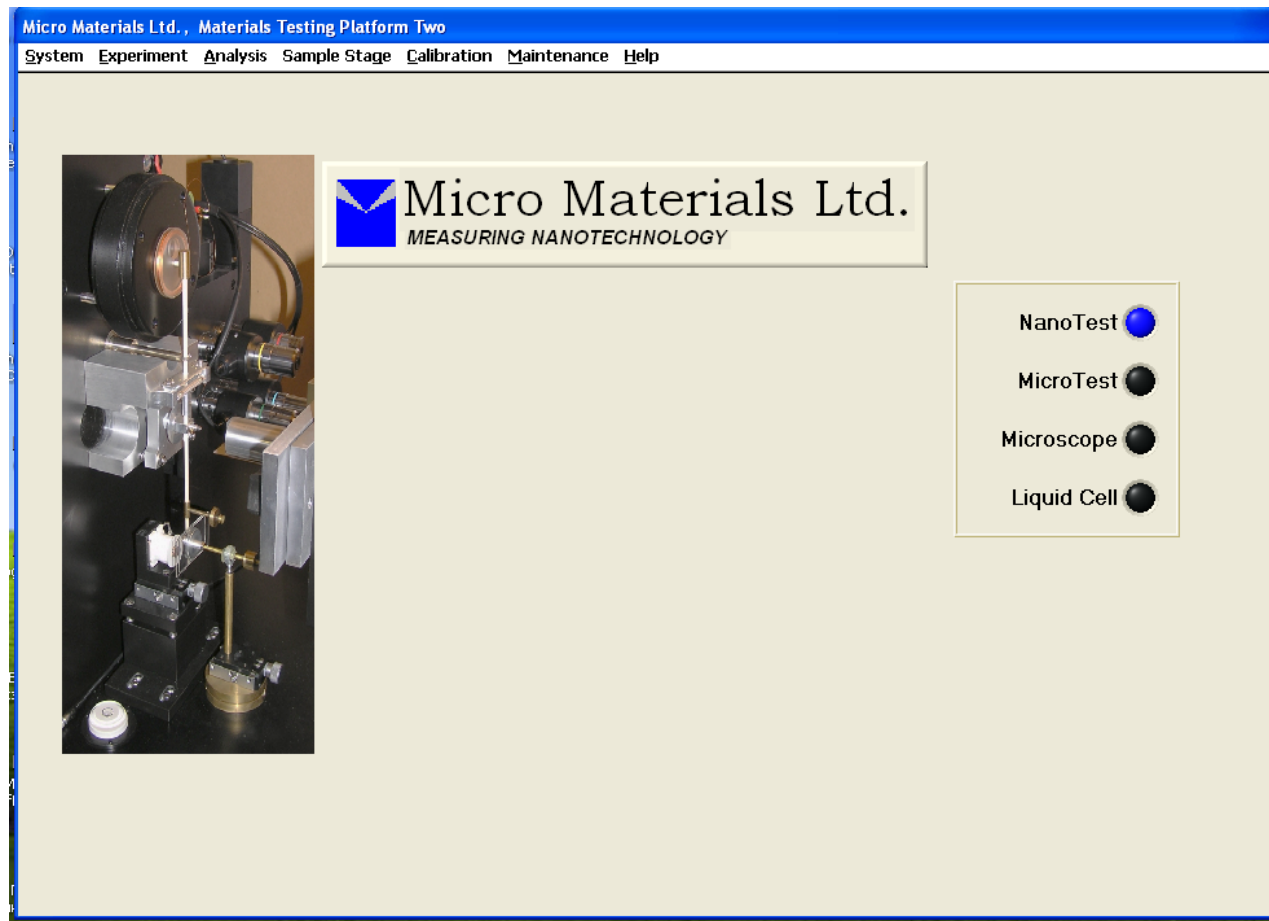 Micro Materials Ltd. , Materials Testing Platform Two
System Experiment Analysis Sample Stage Calibration Maintenance Help
Micro Materials Ltd.
MEASURING NANOTECHNOLOGY
NanoTest
MicroTest
Microscope
Liquid Cell